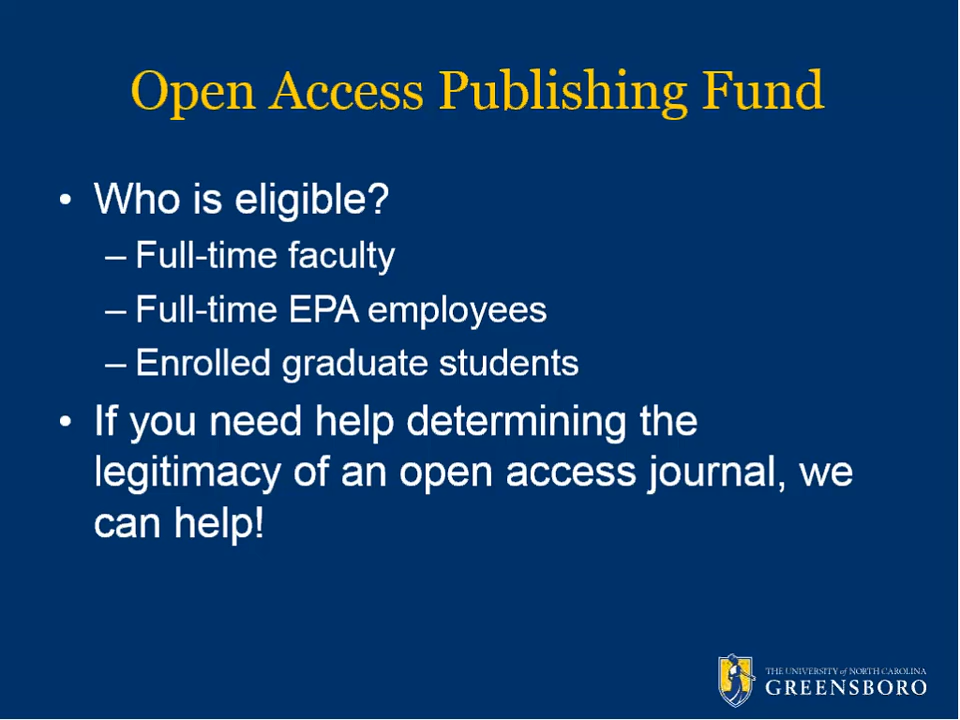 Open Access Publishing Fund
• Who is eligible?
– Full-time faculty
– Full-time EPA employees
– Enrolled graduate students
• If you need help determining the
legitimacy of an open access journal, we
can help!
THE UNIVERSITY of NORTH CAROLINA
GREENSBORO